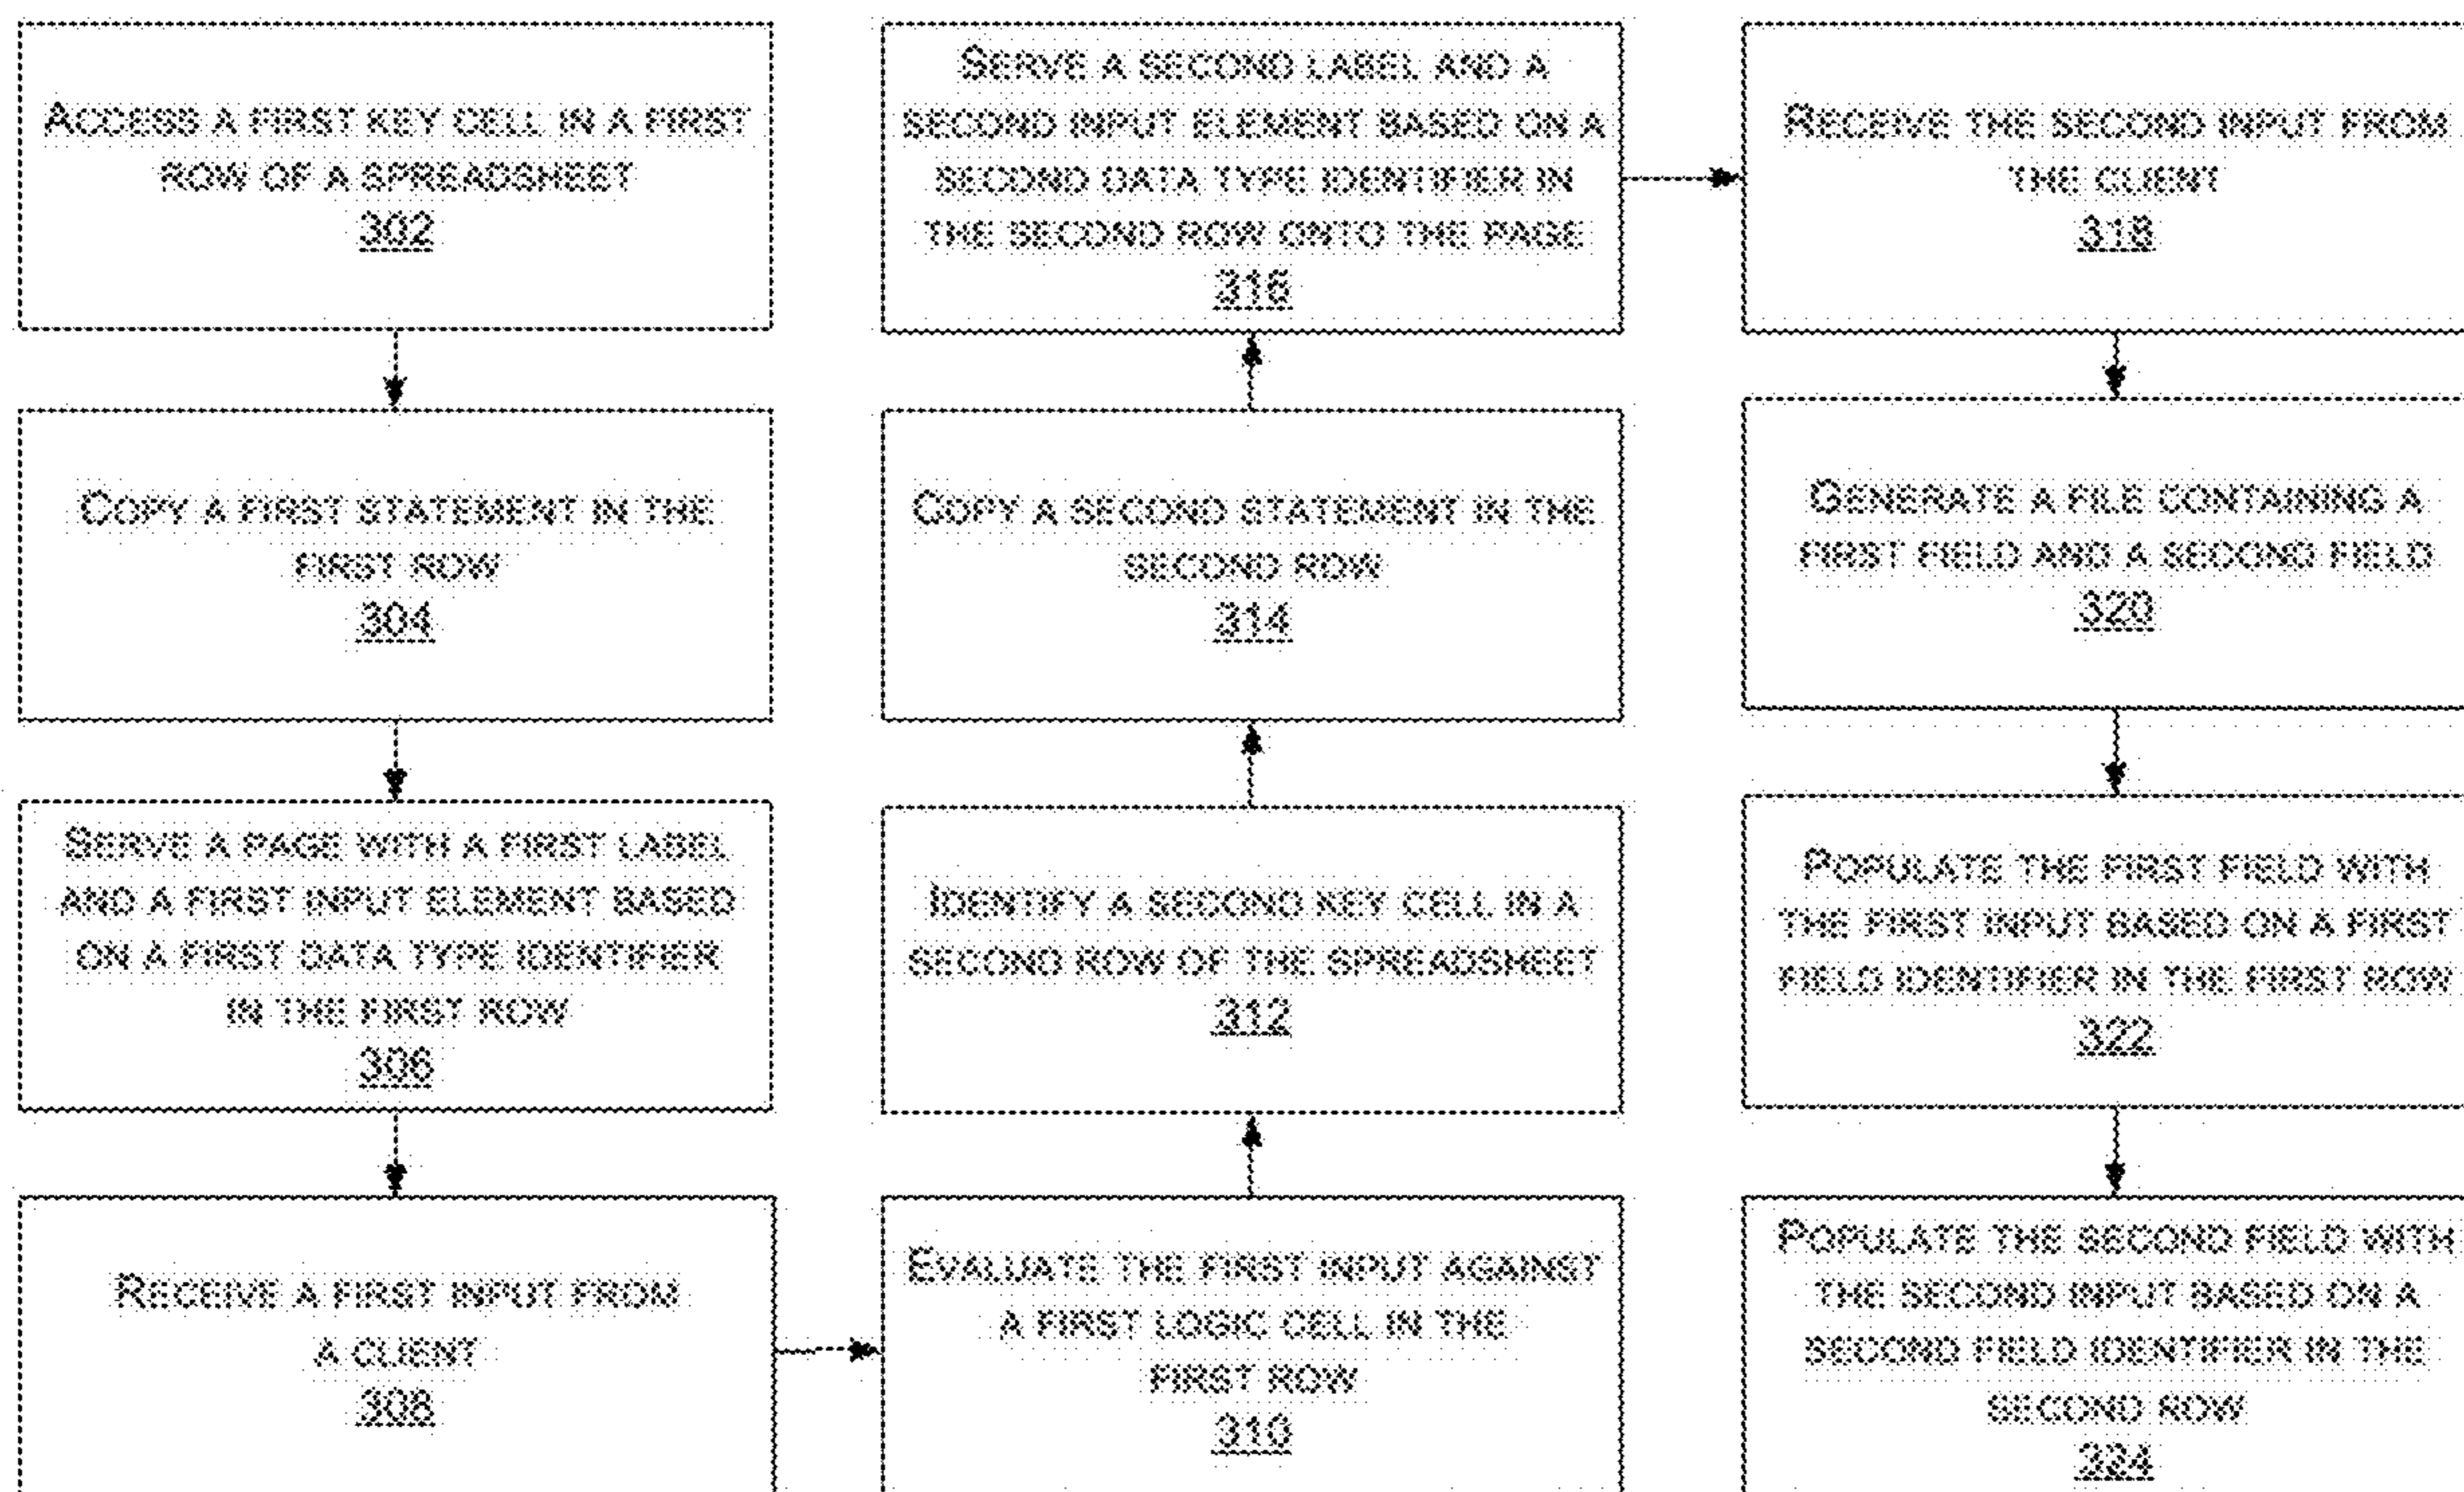 ACCESS A FIRST KEY CELL IN A FIRST
ROW OF A SPREADSHEET
302
COPY A FIRST STATEMENT IN THE
FIRST ROW
304
SERVE A PAGE WITH A FIRST LABEL
AND A FIRST INPUT ELEMENT BASED
ON A FIRST DATA TYPE IDENTIFIER
IN THE FIRST ROW
306
RECEIVE A FIRST INPUT FROM
A CLIENT
308
EVALUATE THE FIRST INPUT AGAINST
A FIRST LOGIC CELL IN THE
FIRST ROW
310
IDENTIFY A SECOND KEY CELL IN A
SECOND ROW OF THE SPREADSHEET
312
COPY A SECOND STATEMENT IN THE
SECOND ROW
314
SERVE A SECOND LABEL AND A
SECOND INPUT ELEMENT BASED ON A
SECOND DATA TYPE IDENTIFIER IN
THE SECOND ROW ONTO THE PAGE
316
RECEIVE THE SECOND INPUT FROM
THE CLIENT
318
GENERATE A FILE CONTAINING A
FIRST FIELD AND A SECOND FIELD
320
POPULATE THE FIRST FIELD WITH
THE FIRST INPUT BASED ON A FIRST
FIELD IDENTIFIER IN THE FIRST ROW
322
POPULATE THE SECOND FIELD WITH
THE SECOND INPUT BASED ON A
SECOND FIELD IDENTIFIER IN THE
SECOND ROW
324